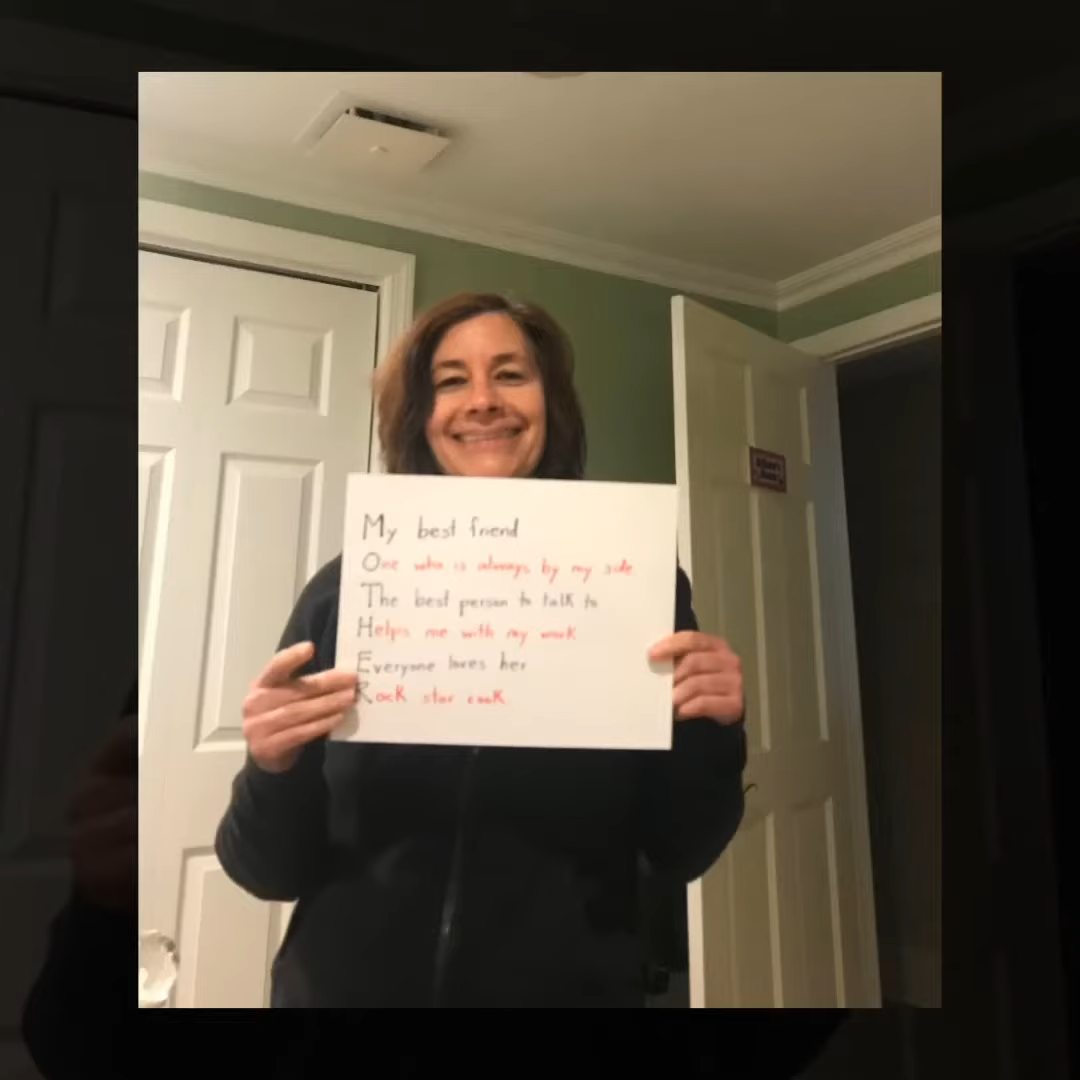 My best friend
One who is always by my side
The best person to talk to
Helps me with my work
Everyone loves her
Rock star cook